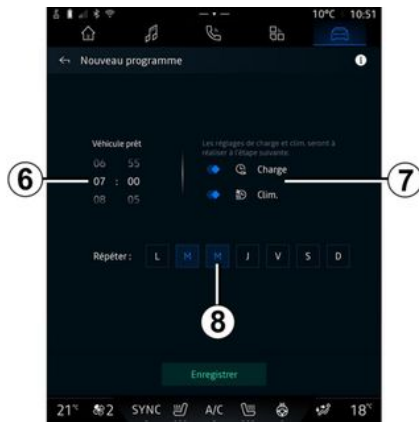 10°C 10:51
Nouveau programme
Véhicule prêt
Les réglages de charge et clim. seront à
réaliser à l'étape suivante.
06 55
07 : 00
08 05
Charge
Clim.
6
7
Répéter : L M M J V S D
8
Enregistrer
21°C 2 SYNC A/C 18°C